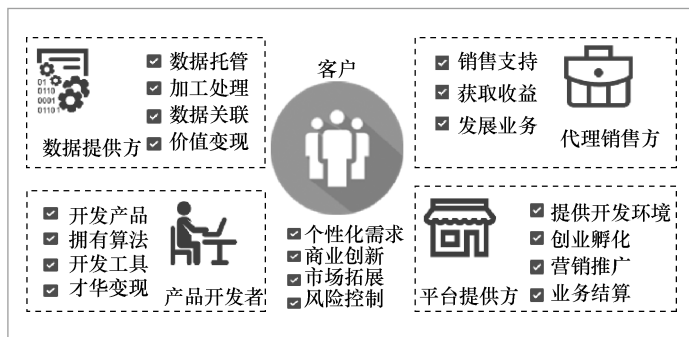 数据托管
加工处理
数据关联
价值变现
01
0110
0001
01101
数据提供方
客户
个性化需求
商业创新
市场拓展
风险控制
销售支持
获取收益
发展业务
代理销售方
开发产品
拥有算法
开发工具
才华变现
产品开发者
提供开发环境
创业孵化
营销推广
业务结算
平台提供方